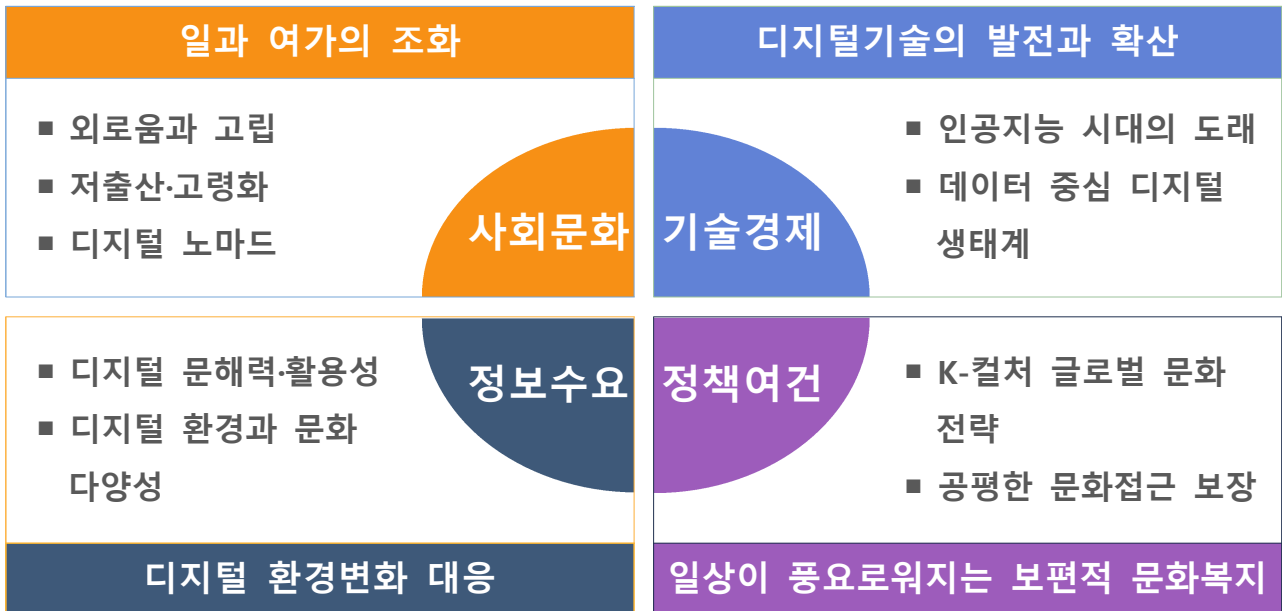 일과 여가의 조화
■ 외로움과 고립
■ 저출산·고령화
■ 디지털 노마드
사회문화
디지털기술의 발전과 확산
기술경제
■ 인공지능 시대의 도래
■ 데이터 중심 디지털
생태계
■ 디지털 문해력·활용성
■ 디지털 환경과 문화
다양성
정보수요
디지털 환경변화 대응
정책여건
■ K-컬처 글로벌 문화
전략
■ 공평한 문화접근 보장
일상이 풍요로워지는 보편적 문화복지